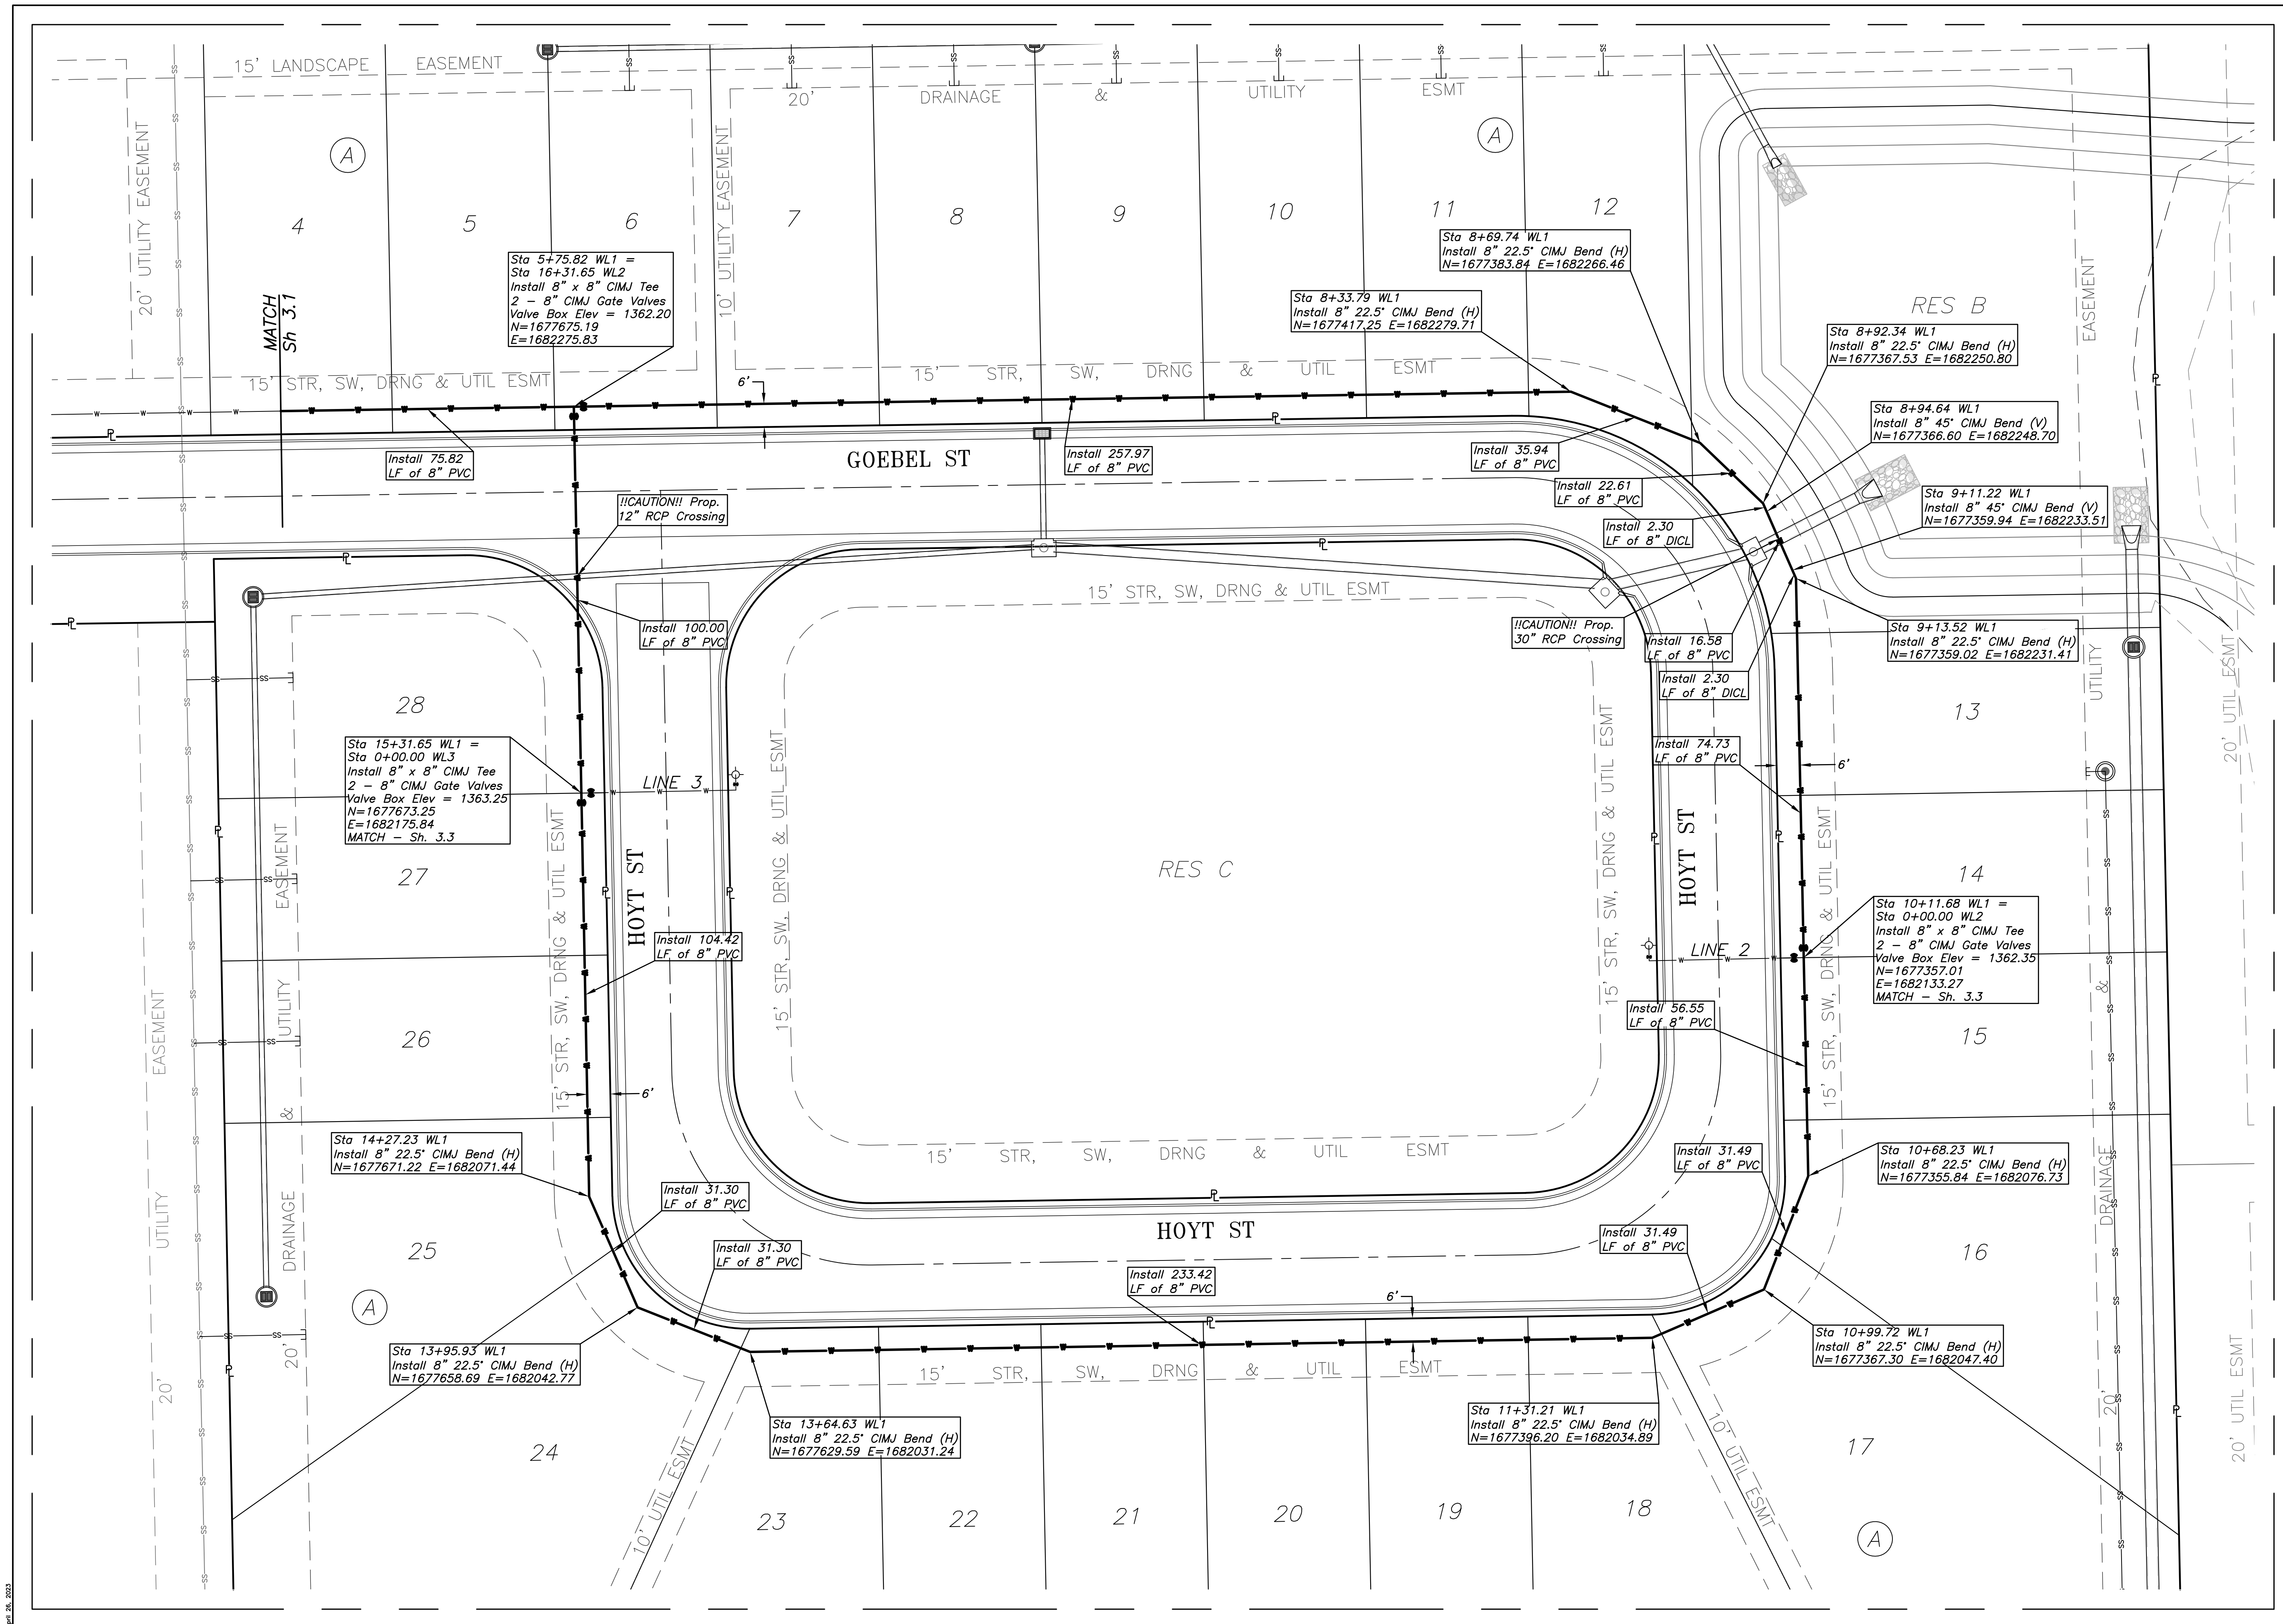 15' LANDSCAPE EASEMENT
20' DRAINAGE & UTILITY ESMT
20' UTILITY EASEMENT
10' UTILITY EASEMENT
A
A
4
5
6
7
8
9
10
11
12
MATCH
Sh 3.1
Sta 5+75.82 WL1 =
Sta 16+31.65 WL2
Install 8" x 8" CIMJ Tee
2 - 8" CIMJ Gate Valves
Valve Box Elev = 1362.20
N=1677675.19
E=1682275.83
Sta 8+69.74 WL1
Install 8" 22.5° CIMJ Bend (H)
N=1677383.84 E=1682266.46
Sta 8+33.79 WL1
Install 8" 22.5° CIMJ Bend (H)
N=1677417.25 E=1682279.71
RES B
Sta 8+92.34 WL1
Install 8" 22.5° CIMJ Bend (H)
N=1677367.53 E=1682250.80
Sta 8+94.64 WL1
Install 8" 45° CIMJ Bend (V)
N=1677366.60 E=1682248.70
Sta 9+11.22 WL1
Install 8" 45° CIMJ Bend (V)
N=1677359.94 E=1682233.51
Sta 9+13.52 WL1
Install 8" 22.5° CIMJ Bend (H)
N=1677359.02 E=1682231.41
15' STR, SW, DRNG & UTIL ESMT
6'
15' STR, SW, DRNG & UTIL ESMT
Install 75.82
LF of 8" PVC
GOEBEL ST
Install 257.97
LF of 8" PVC
Install 35.94
LF of 8" PVC
Install 22.61
LF of 8" PVC
Install 2.30
LF of 8" DICL
!!CAUTION!! Prop.
12" RCP Crossing
Install 100.00
LF of 8" PVC
15' STR, SW, DRNG & UTIL ESMT
!!CAUTION!! Prop.
30" RCP Crossing
Install 16.58
LF of 8" PVC
Install 2.30
LF of 8" DICL
28
13
Sta 15+31.65 WL1 =
Sta 0+00.00 WL3
Install 8" x 8" CIMJ Tee
2 - 8" CIMJ Gate Valves
Valve Box Elev = 1363.25
N=1677673.25
E=1682175.84
MATCH - Sh. 3.3
LINE 3
Install 74.73
LF of 8" PVC
6'
RES C
HOYT ST
HOYT ST
15' STR, SW, DRNG & UTIL ESMT
15' STR, SW, DRNG & UTIL ESMT
15' STR, SW, DRNG & UTIL ESMT
15' STR, SW, DRNG & UTIL ESMT
27
14
Sta 10+11.68 WL1 =
Sta 0+00.00 WL2
Install 8" x 8" CIMJ Tee
2 - 8" CIMJ Gate Valves
Valve Box Elev = 1362.35
N=1677357.01
E=1682133.27
MATCH - Sh. 3.3
Install 104.42
LF of 8" PVC
LINE 2
Install 56.55
LF of 8" PVC
26
15
6'
20' DRAINAGE & UTILITY EASEMENT
20' UTILITY EASEMENT
20' DRAINAGE & UTILITY EASEMENT
20' UTIL ESMT
20' UTIL ESMT
Sta 14+27.23 WL1
Install 8" 22.5° CIMJ Bend (H)
N=1677671.22 E=1682071.44
15' STR, SW, DRNG & UTIL ESMT
Install 31.49
LF of 8" PVC
Sta 10+68.23 WL1
Install 8" 22.5° CIMJ Bend (H)
N=1677355.84 E=1682076.73
Install 31.30
LF of 8" PVC
HOYT ST
Install 31.49
LF of 8" PVC
Install 31.30
LF of 8" PVC
Install 233.42
LF of 8" PVC
25
16
A
6'
Sta 13+95.93 WL1
Install 8" 22.5° CIMJ Bend (H)
N=1677658.69 E=1682042.77
Sta 10+99.72 WL1
Install 8" 22.5° CIMJ Bend (H)
N=1677367.30 E=1682047.40
15' STR, SW, DRNG & UTIL ESMT
Sta 13+64.63 WL1
Install 8" 22.5° CIMJ Bend (H)
N=1677629.59 E=1682031.24
Sta 11+31.21 WL1
Install 8" 22.5° CIMJ Bend (H)
N=1677396.20 E=1682034.89
10' UTIL ESMT
10' UTIL ESMT
24
23
22
21
20
19
18
17
A
26, 2023